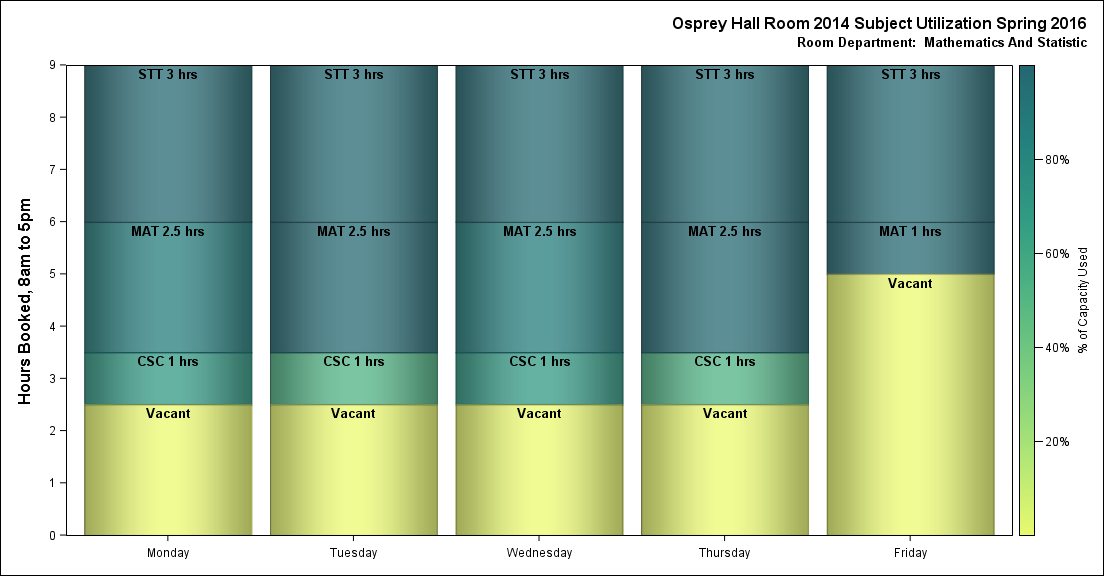 Osprey Hall Room 2014 Subject Utilization Spring 2016
Room Department: Mathematics And Statistic
Hours Booked, 8am to 5pm
9
8
7
6
5
4
3
2
1
0
STT 3 hrs
MAT 2.5 hrs
CSC 1 hrs
Vacant
STT 3 hrs
MAT 2.5 hrs
CSC 1 hrs
Vacant
STT 3 hrs
MAT 2.5 hrs
CSC 1 hrs
Vacant
STT 3 hrs
MAT 2.5 hrs
CSC 1 hrs
Vacant
STT 3 hrs
MAT 1 hrs
Vacant
Monday
Tuesday
Wednesday
Thursday
Friday
80%
60%
40%
20%
% of Capacity Used